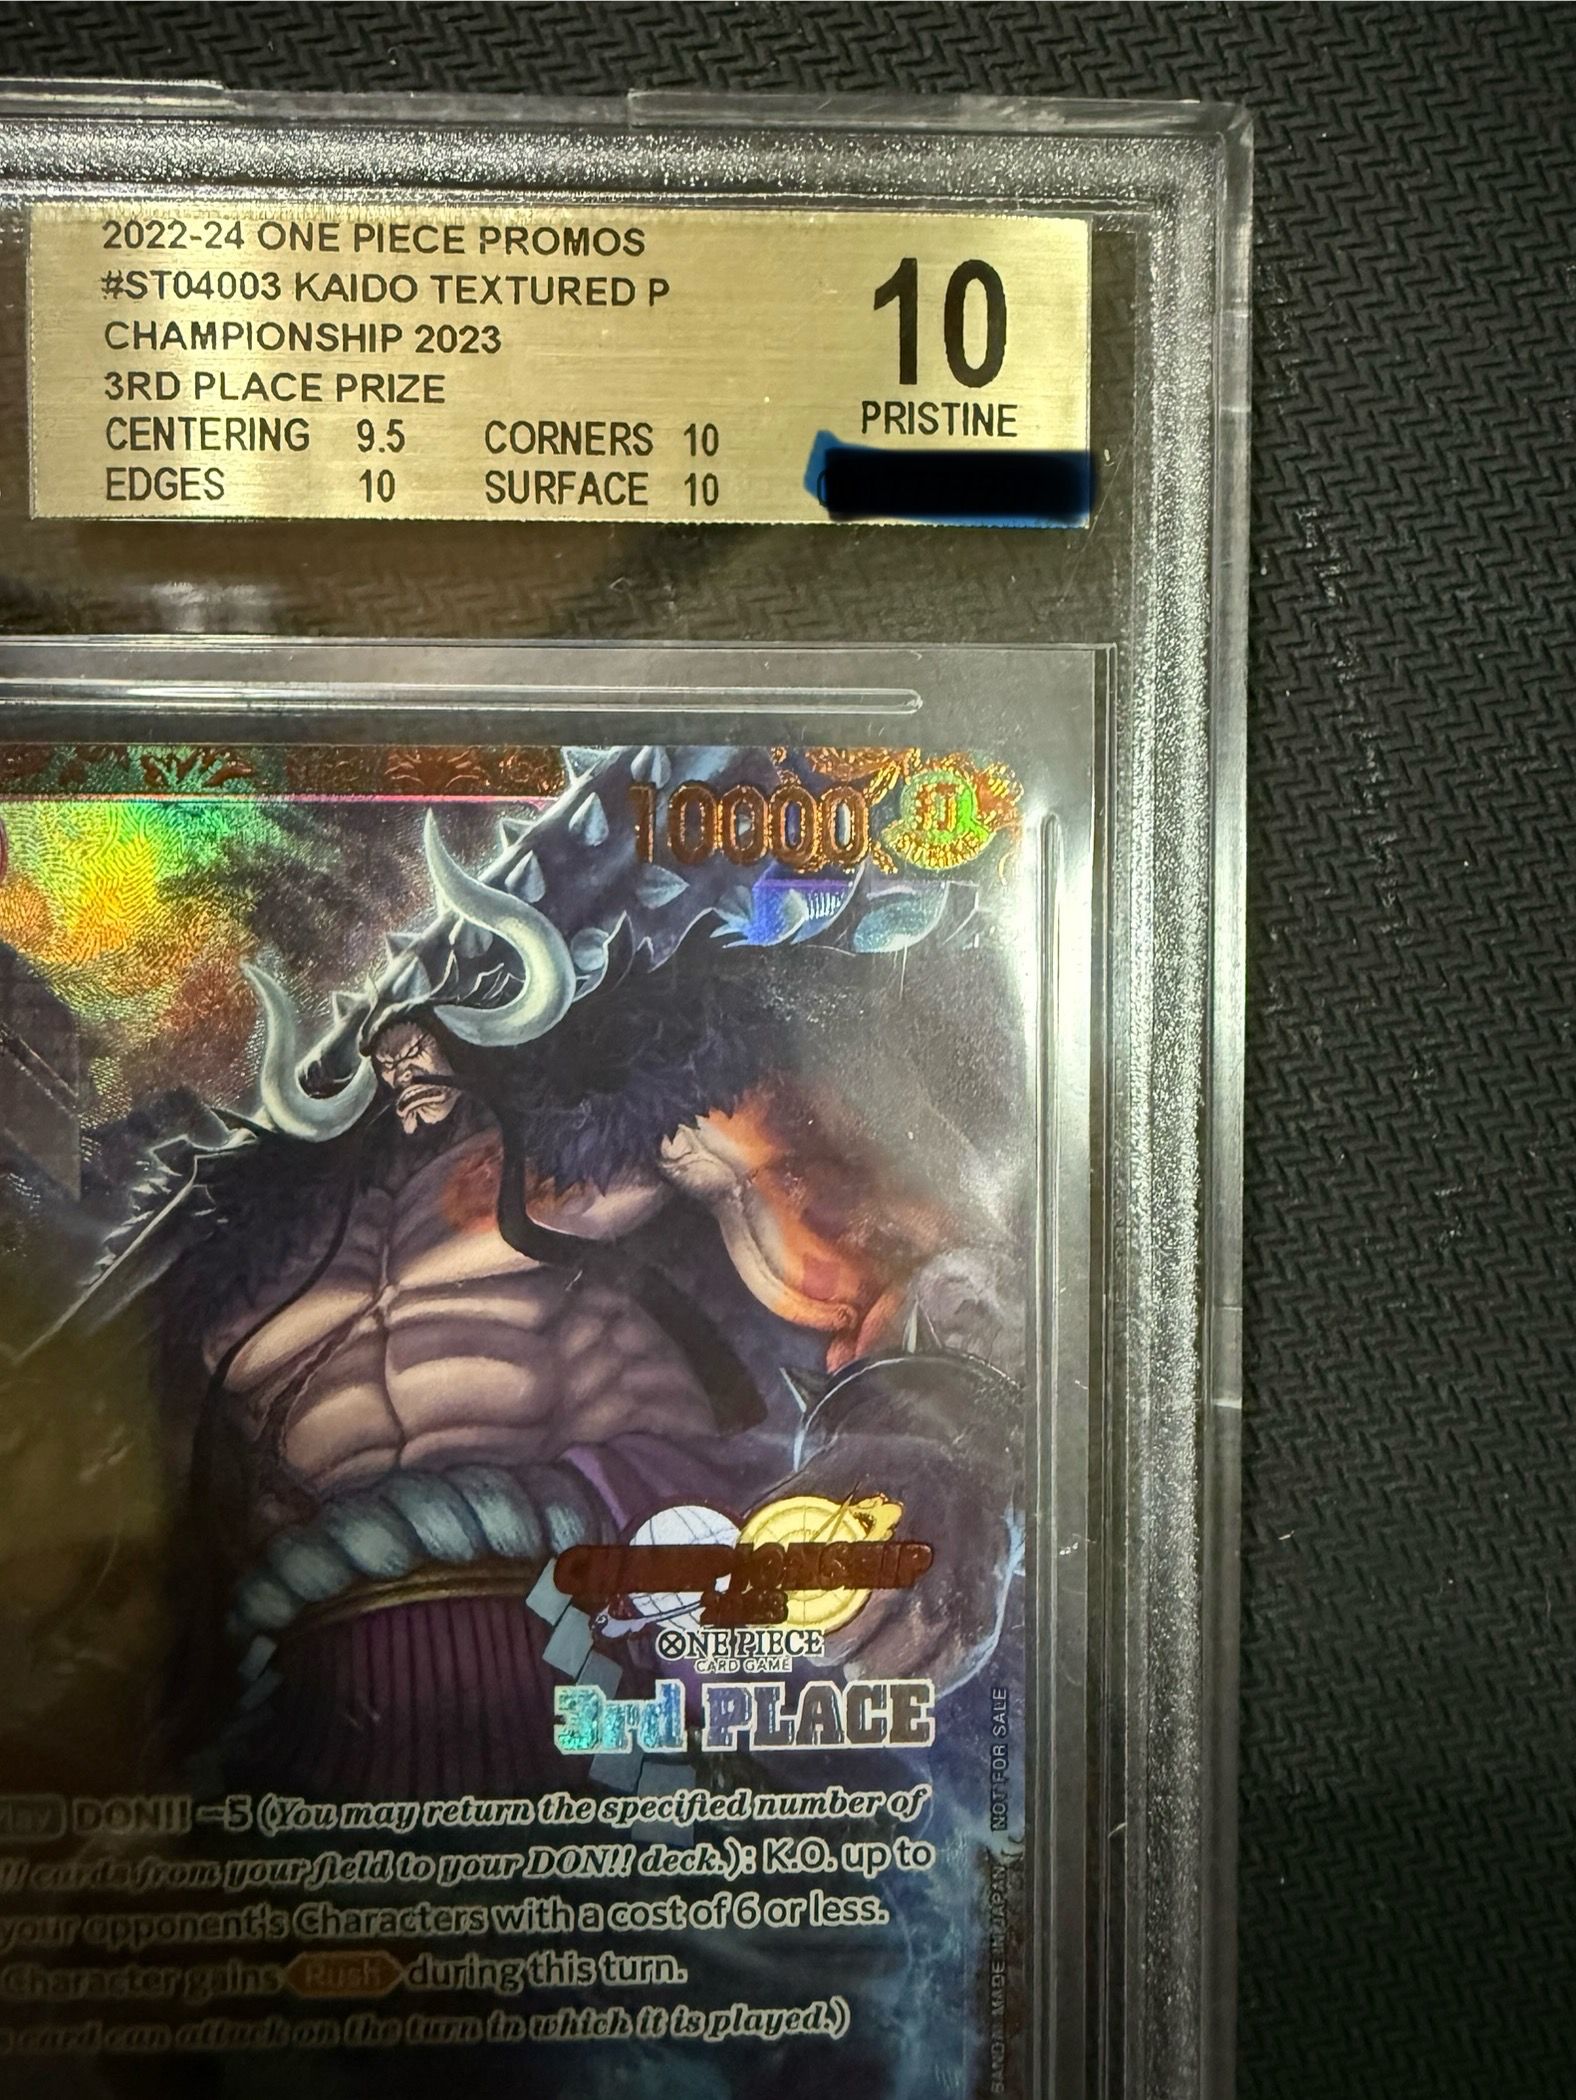 2022-24 ONE PIECE PROMOS
#ST04003 KAIDO TEXTURED P
CHAMPIONSHIP 2023
3RD PLACE PRIZE
CENTERING 9.5 CORNERS 10
EDGES 10 SURFACE 10
10
PRISTINE
10000
STRIKE
CHAMPIONSHIP
2023
ONE PIECE
CARD GAME
3rd PLACE
DON!! −5 (You may return the specified number of
cards from your field to your DON!! deck.): K.O. up to
your opponent's Characters with a cost of 6 or less.
Character gains Rush during this turn.
card can attack on the turn in which it is played.)
NOT FOR SALE
MADE IN JAPAN